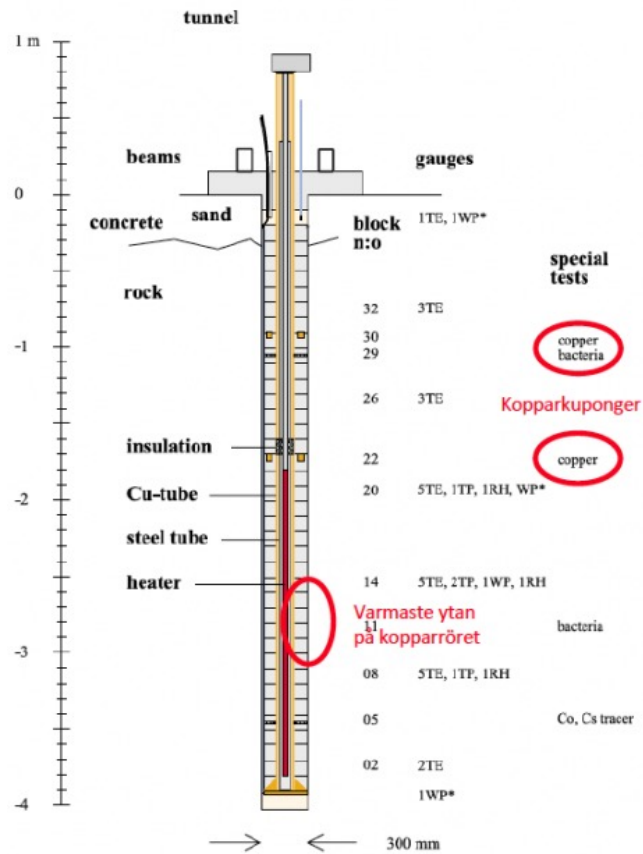 tunnel
1 m
beams
gauges
0
sand
1TE, 1WP*
concrete
block
n:o
special
tests
rock
32 3TE
30
copper
-1
29
bacteria
26 3TE
Kopparkuponger
insulation
22
copper
Cu-tube
20 5TE, 1TP, 1RH, WP*
-2
steel tube
heater
14 5TE, 2TP, 1WP, 1RH
Varmaste ytan
på kopparröret
11
bacteria
-3
08 5TE, 1TP, 1RH
05
Co, Cs tracer
02 2TE
1WP*
-4
300 mm